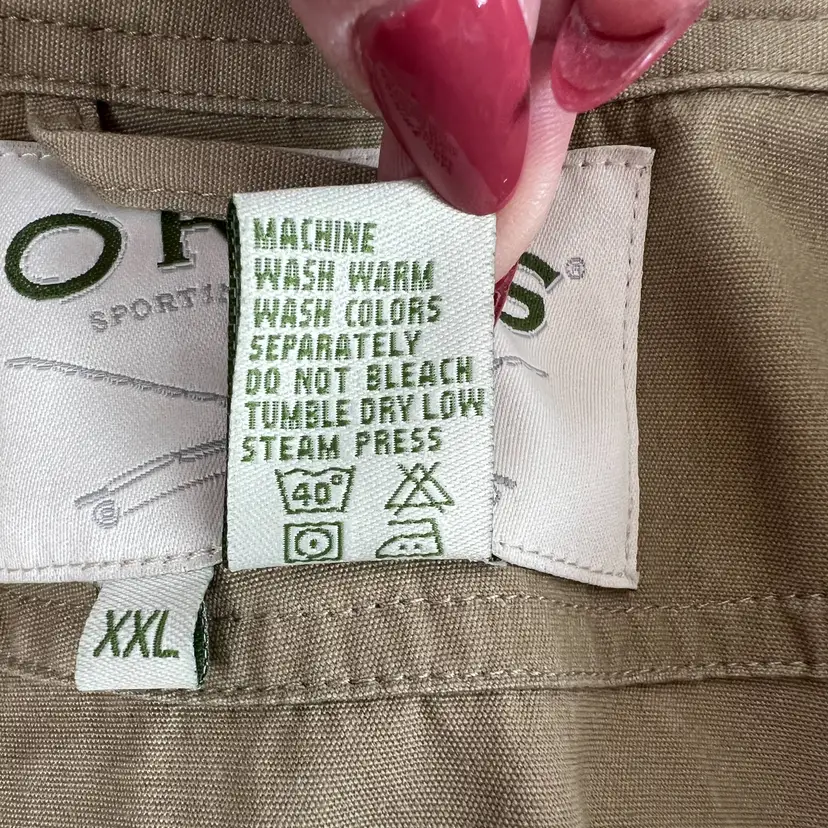 MACHINE
WASH WARM
WASH COLORS
SEPARATELY
DO NOT BLEACH
TUMBLE DRY LOW
STEAM PRESS
40°
XXL